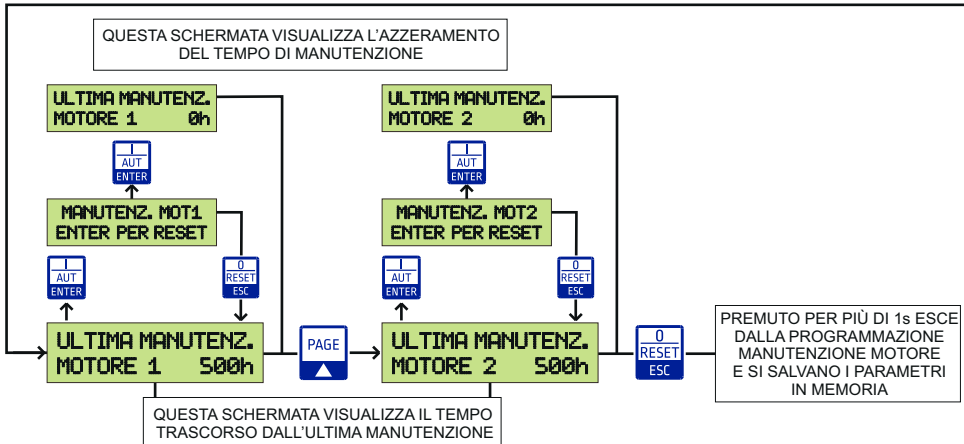 QUESTA SCHERMATA VISUALIZZA L'AZZERAMENTO
DEL TEMPO DI MANUTENZIONE
ULTIMA MANUTENZ.
MOTORE 1 0h
ULTIMA MANUTENZ.
MOTORE 2 0h
I
AUT
ENTER
I
AUT
ENTER
MANUTENZ. MOT1
ENTER PER RESET
MANUTENZ. MOT2
ENTER PER RESET
I
AUT
ENTER
0
RESET
ESC
I
AUT
ENTER
0
RESET
ESC
ULTIMA MANUTENZ.
MOTORE 1 500h
PAGE
ULTIMA MANUTENZ.
MOTORE 2 500h
0
RESET
ESC
PREMUTO PER PIÙ DI 1s ESCE
DALLA PROGRAMMAZIONE
MANUTENZIONE MOTORE
E SI SALVANO I PARAMETRI
IN MEMORIA
QUESTA SCHERMATA VISUALIZZA IL TEMPO
TRASCORSO DALL'ULTIMA MANUTENZIONE